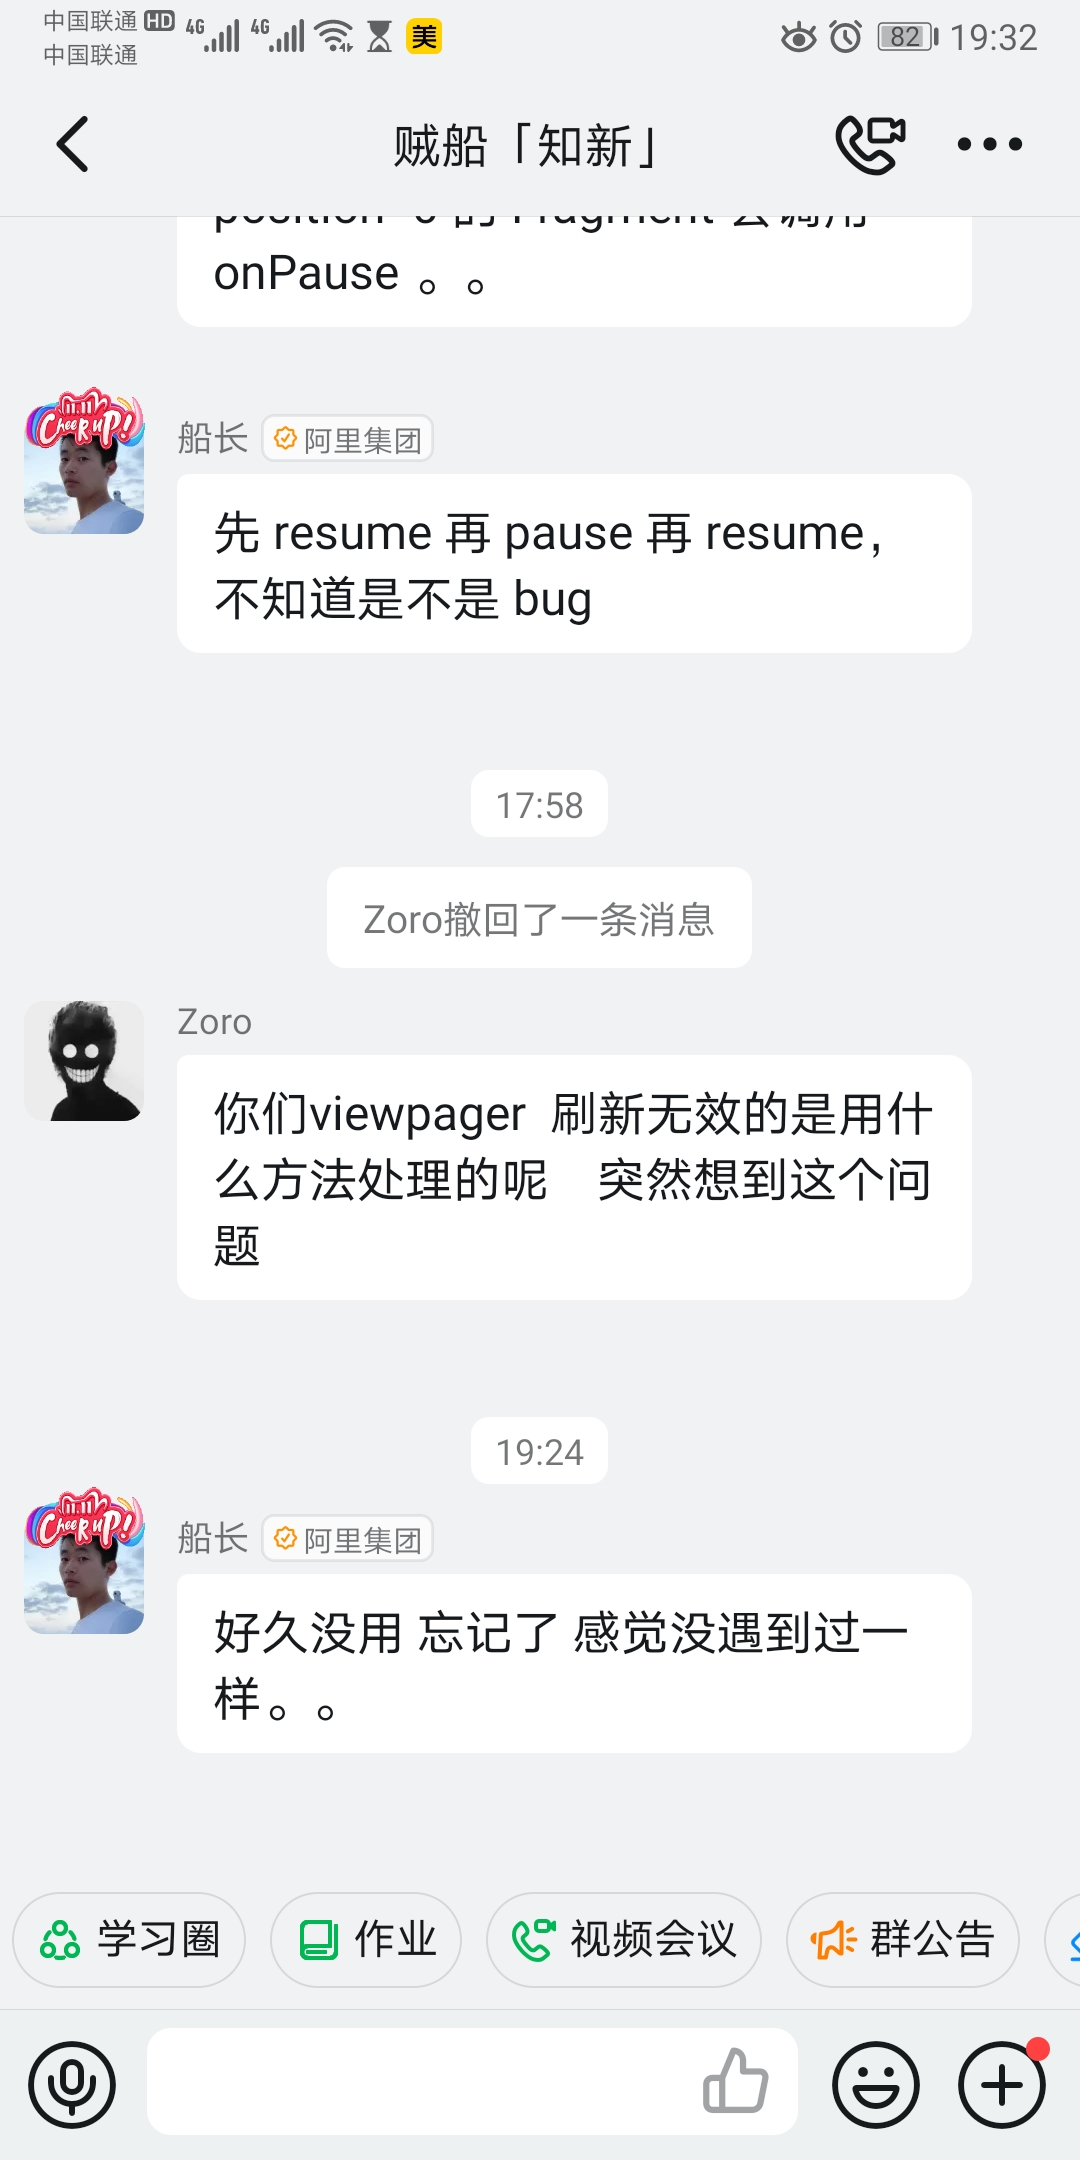 中国联通 HD 4G 4G 美 82 19:32
中国联通
贼船「知新」
onPause 。。
船长 阿里集团
先 resume 再 pause 再 resume，
不知道是不是 bug
17:58
Zoro撤回了一条消息
Zoro
你们viewpager 刷新无效的是用什
么方法处理的呢 突然想到这个问
题
19:24
船长 阿里集团
好久没用 忘记了 感觉没遇到过一
样。。
学习圈 作业 视频会议 群公告